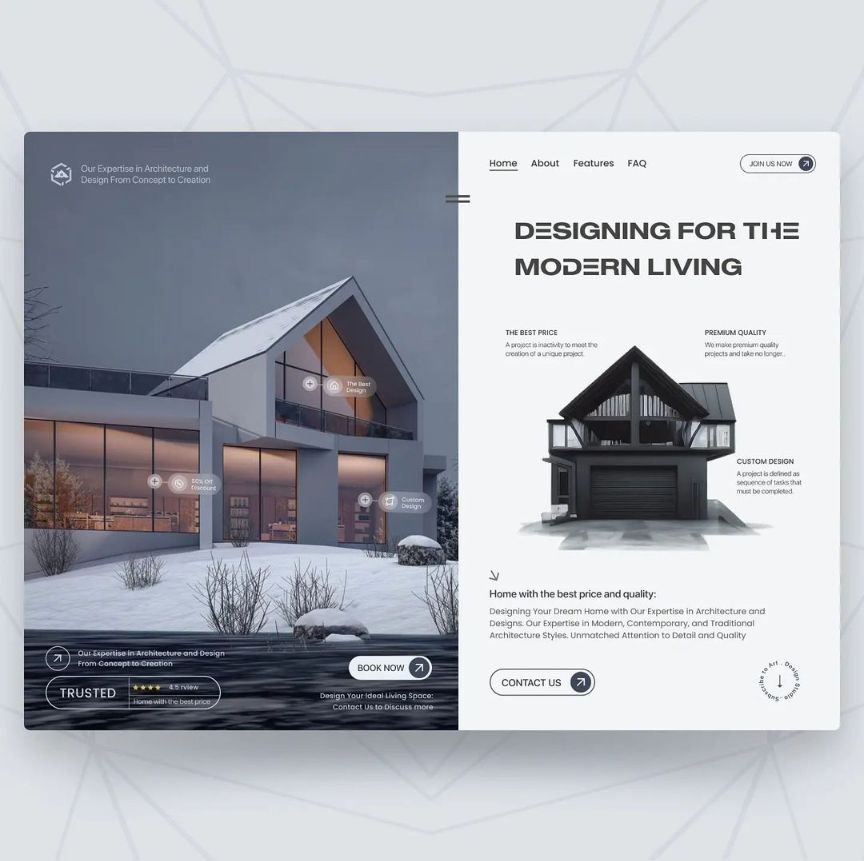 Our Expertise in Architecture and
Design From Concept to Creation
The Best
Design
50% Off
Discount
Custom
Design
Our Expertise in Architecture and Design
From Concept to Creation
TRUSTED
4.5 rview
Home with the best price
BOOK NOW
Design Your Ideal Living Space:
Contact Us to Discuss more
Home About Features FAQ
JOIN US NOW
DESIGNING FOR THE
MODERN LIVING
THE BEST PRICE
A project is inactivity to meet the
creation of a unique project.
PREMIUM QUALITY
We make premium quality
projects and take no longer..
CUSTOM DESIGN
A project is defined as
sequence of tasks that
must be completed.
Home with the best price and quality:
Designing Your Dream Home with Our Expertise in Architecture and
Designs. Our Expertise in Modern, Contemporary, and Traditional
Architecture Styles. Unmatched Attention to Detail and Quality
CONTACT US
Subscribe To Art . Design Studio .